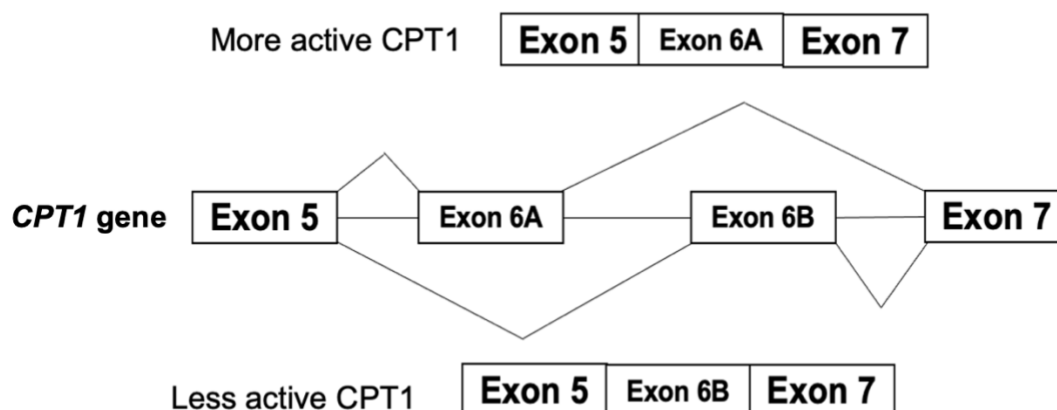 More active CPT1 Exon 5 Exon 6A Exon 7
CPT1 gene Exon 5 Exon 6A Exon 6B Exon 7
Less active CPT1 Exon 5 Exon 6B Exon 7